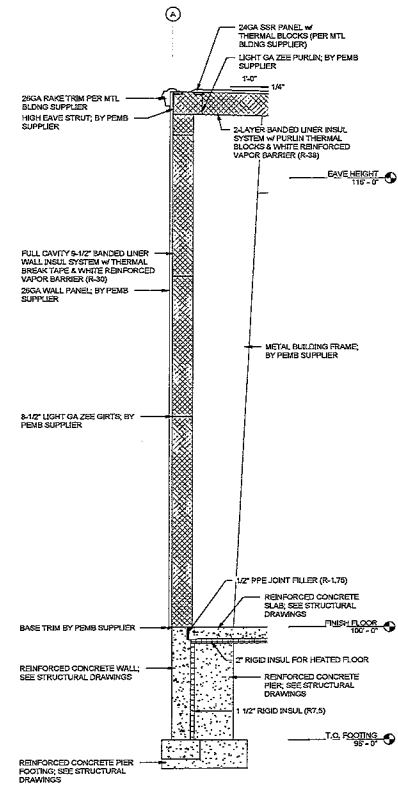 A
24GA SSR PANEL w/
THERMAL BLOCKS (PER MTL
BLDNG SUPPLIER)
LIGHT GA ZEE PURLIN; BY PEMB
SUPPLIER
1'-0"
1/4"
26GA RAKE TRIM PER MTL
BLDNG SUPPLIER
HIGH EAVE STRUT; BY PEMB
SUPPLIER
2-LAYER BANDED LINER INSUL
SYSTEM w/ PURLIN THERMAL
BLOCKS & WHITE REINFORCED
VAPOR BARRIER (R-38)
EAVE HEIGHT
116' - 0"
FULL CAVITY 9-1/2" BANDED LINER
WALL INSUL SYSTEM w/ THERMAL
BREAK TAPE & WHITE REINFORCED
VAPOR BARRIER (R-30)
26GA WALL PANEL; BY PEMB
SUPPLIER
METAL BUILDING FRAME;
BY PEMB SUPPLIER
8-1/2" LIGHT GA ZEE GIRTS; BY
PEMB SUPPLIER
1/2" PPE JOINT FILLER (R-1.75)
REINFORCED CONCRETE
SLAB; SEE STRUCTURAL
DRAWINGS
BASE TRIM BY PEMB SUPPLIER
FINISH FLOOR
100' - 0"
2" RIGID INSUL FOR HEATED FLOOR
REINFORCED CONCRETE WALL;
SEE STRUCTURAL DRAWINGS
REINFORCED CONCRETE
PIER; SEE STRUCTURAL
DRAWINGS
1 1/2" RIGID INSUL (R7.5)
T.O. FOOTING
96' - 0"
REINFORCED CONCRETE PIER
FOOTING; SEE STRUCTURAL
DRAWINGS